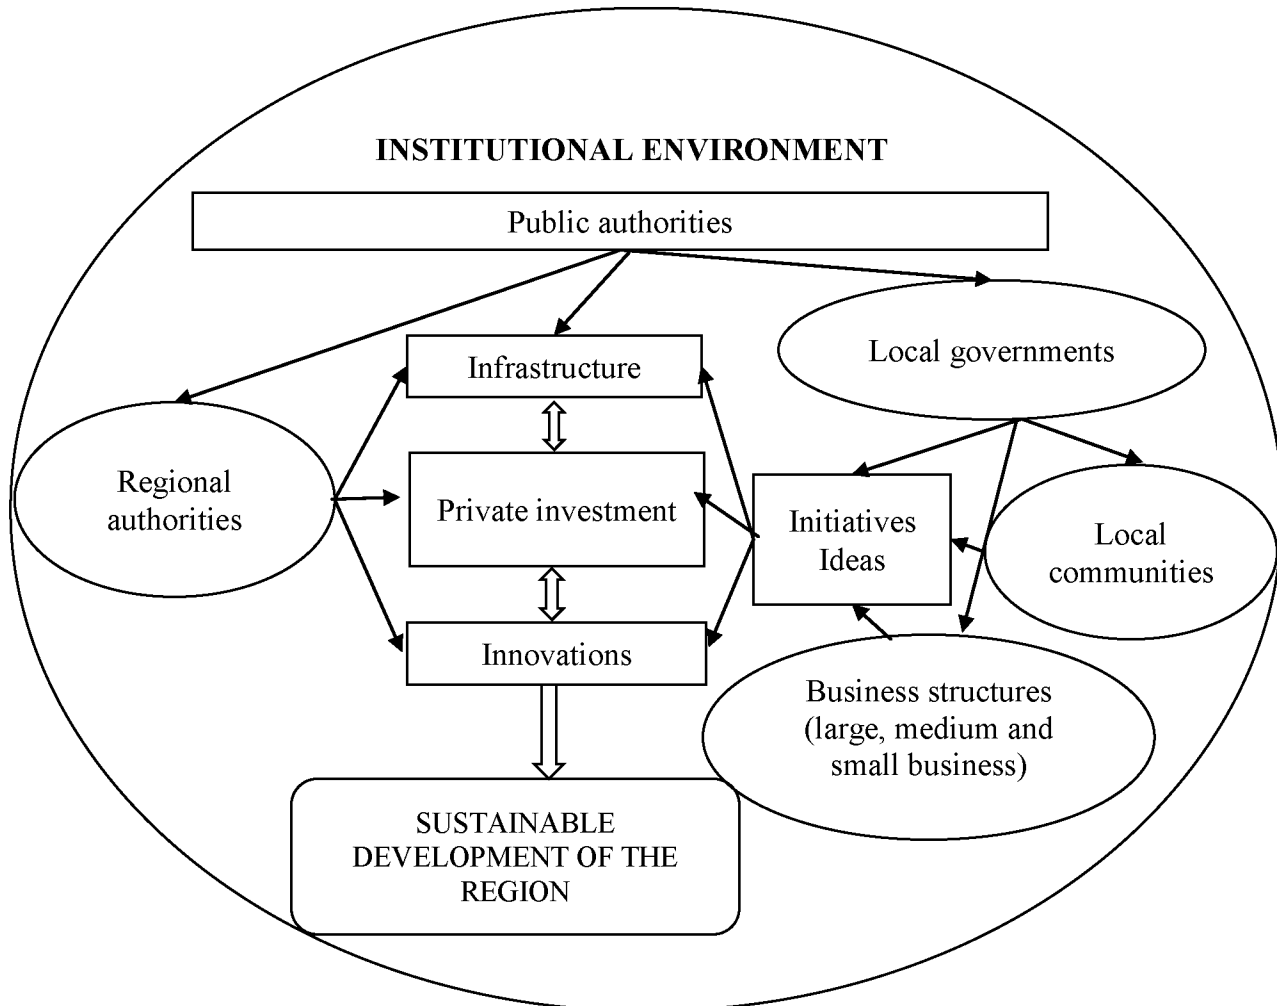 INSTITUTIONAL ENVIRONMENT
Public authorities
Local governments
Infrastructure
Regional
authorities
Private investment
Initiatives
Ideas
Local
communities
Innovations
Business structures
(large, medium and
small business)
SUSTAINABLE
DEVELOPMENT OF THE
REGION